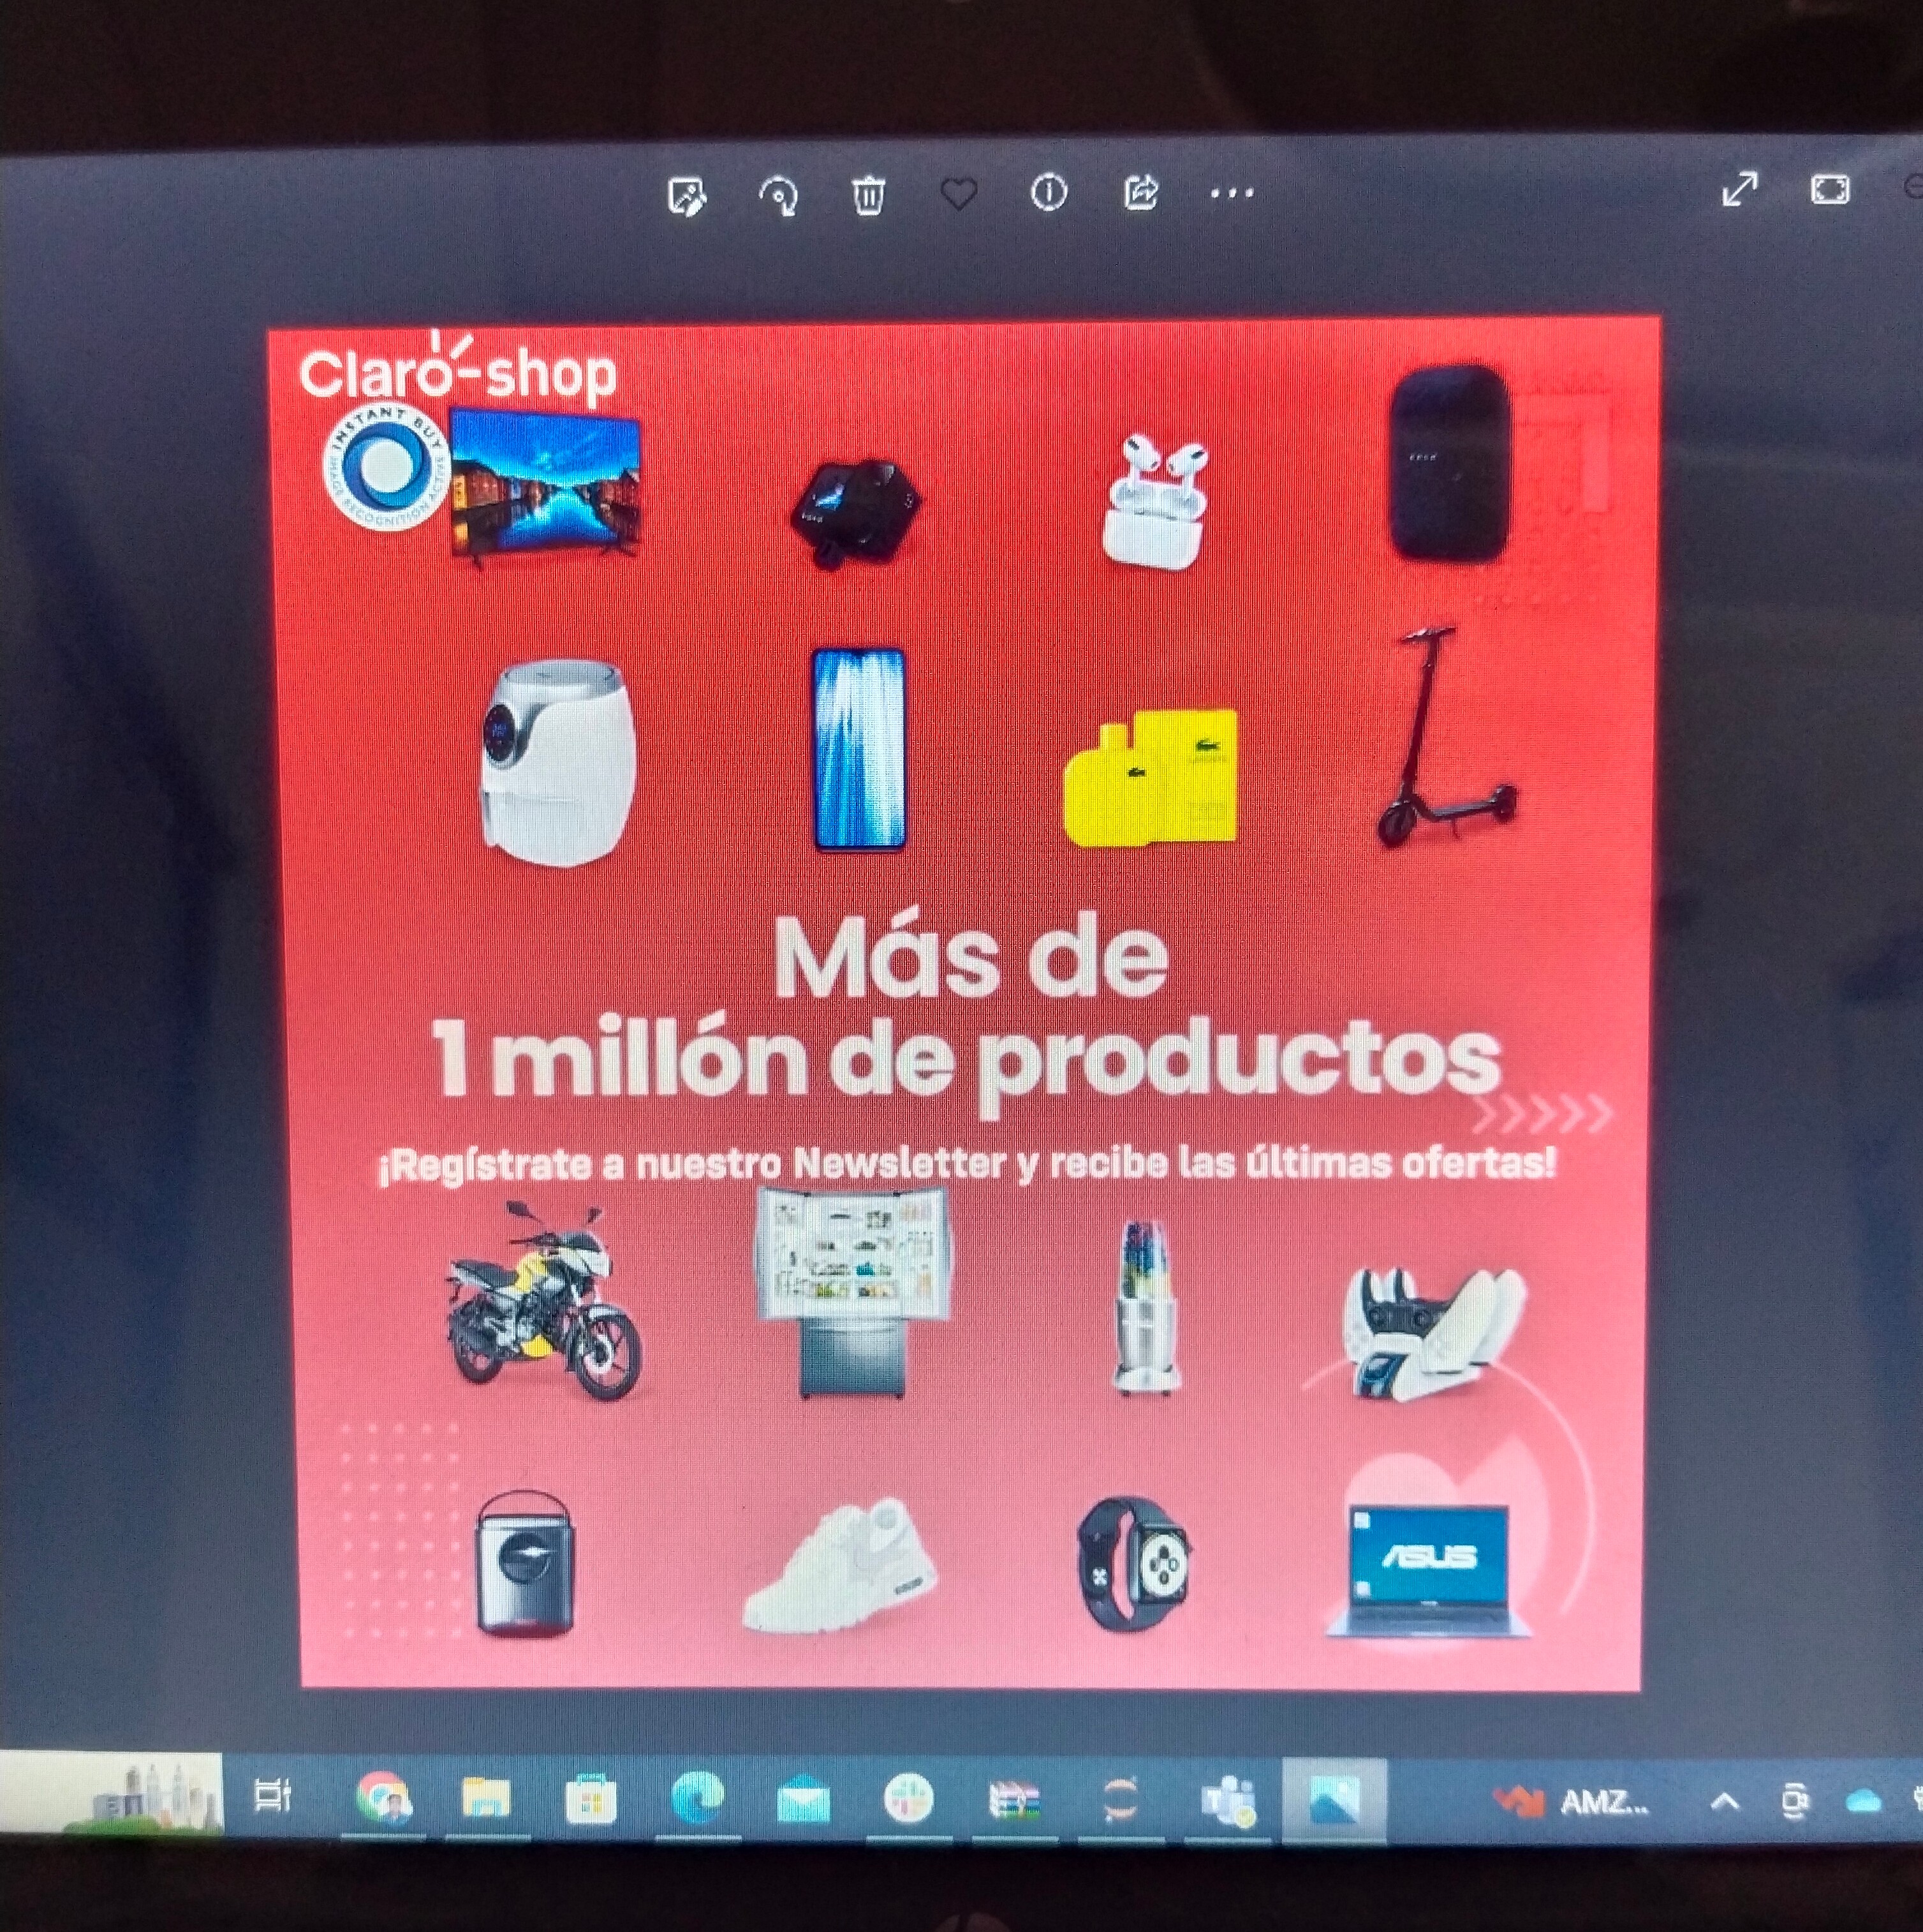 Claro-shop
INSTANT BUY
IMAGE RECOGNITION ACTIVE
Más de
1 millón de productos
¡Regístrate a nuestro Newsletter y recibe las últimas ofertas!
ASUS
AMZ...